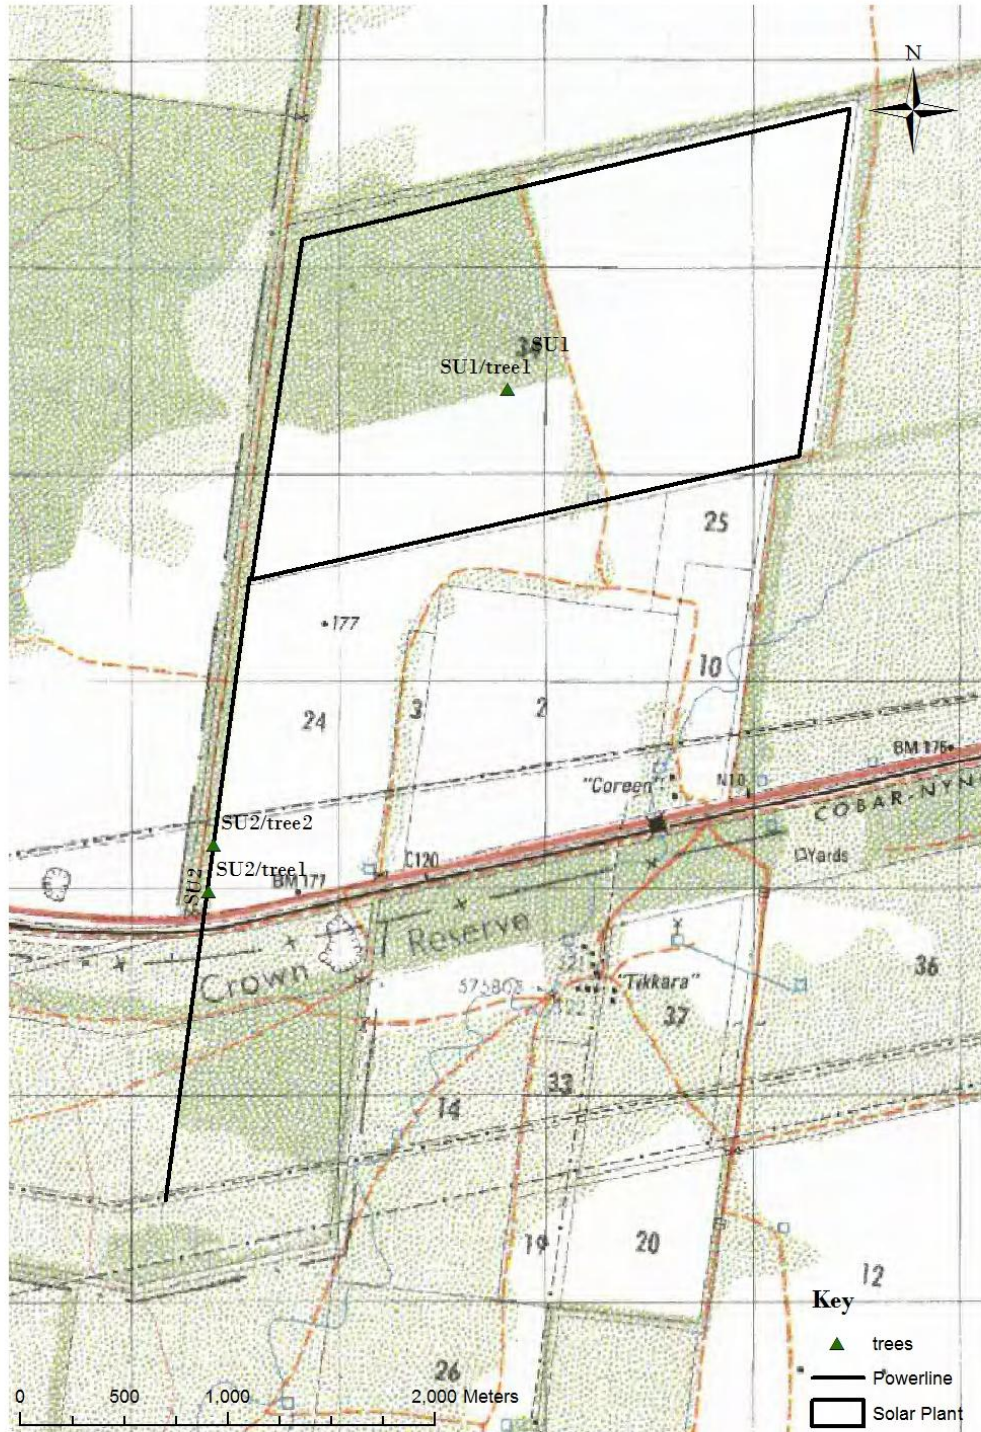 N
SU1
SU1/tree1
25
177
10
3
2
24
BM 176
"Coreen"
N10
COBAR-NYN
SU2/tree2
SU2/tree1
SU2
C120
BM 177
Yards
Crown Reserve
"Tikkara"
36
37
33
14
19
20
12
26
Key
trees
Powerline
Solar Plant
0 500 1,000 2,000 Meters